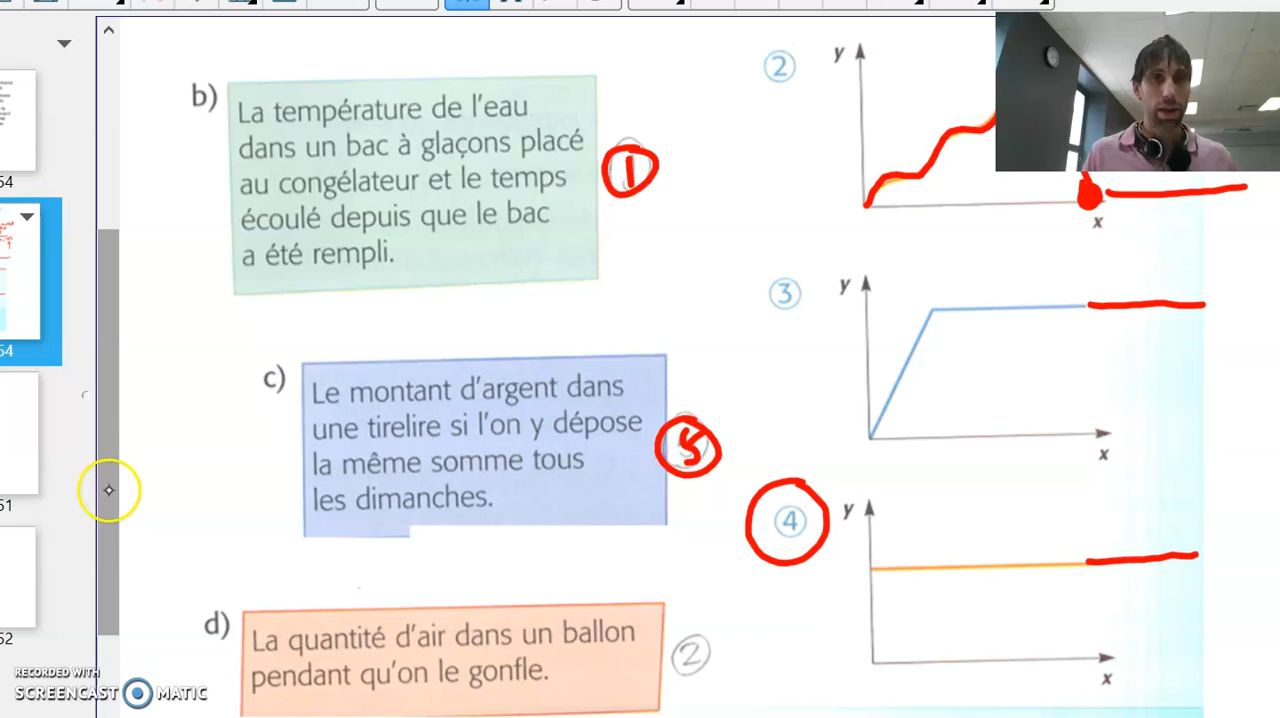 b)
La température de l'eau
dans un bac à glaçons placé
au congélateur et le temps
écoulé depuis que le bac
a été rempli.
1
c)
Le montant d'argent dans
une tirelire si l'on y dépose
la même somme tous
les dimanches.
5
d)
La quantité d'air dans un ballon
pendant qu'on le gonfle.
2
2
y
x
3
y
x
4
y
x
54
54
51
52
RECORDED WITH
SCREENCAST MATIC